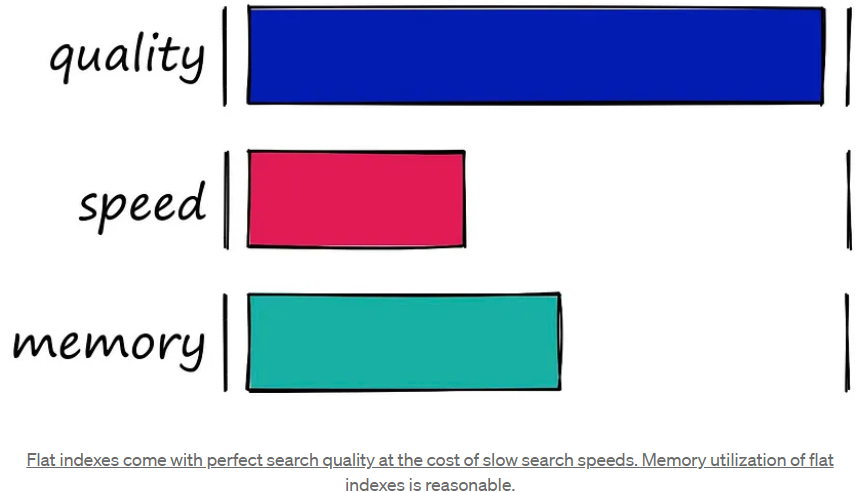 quality
speed
memory
Flat indexes come with perfect search quality at the cost of slow search speeds. Memory utilization of flat
indexes is reasonable.